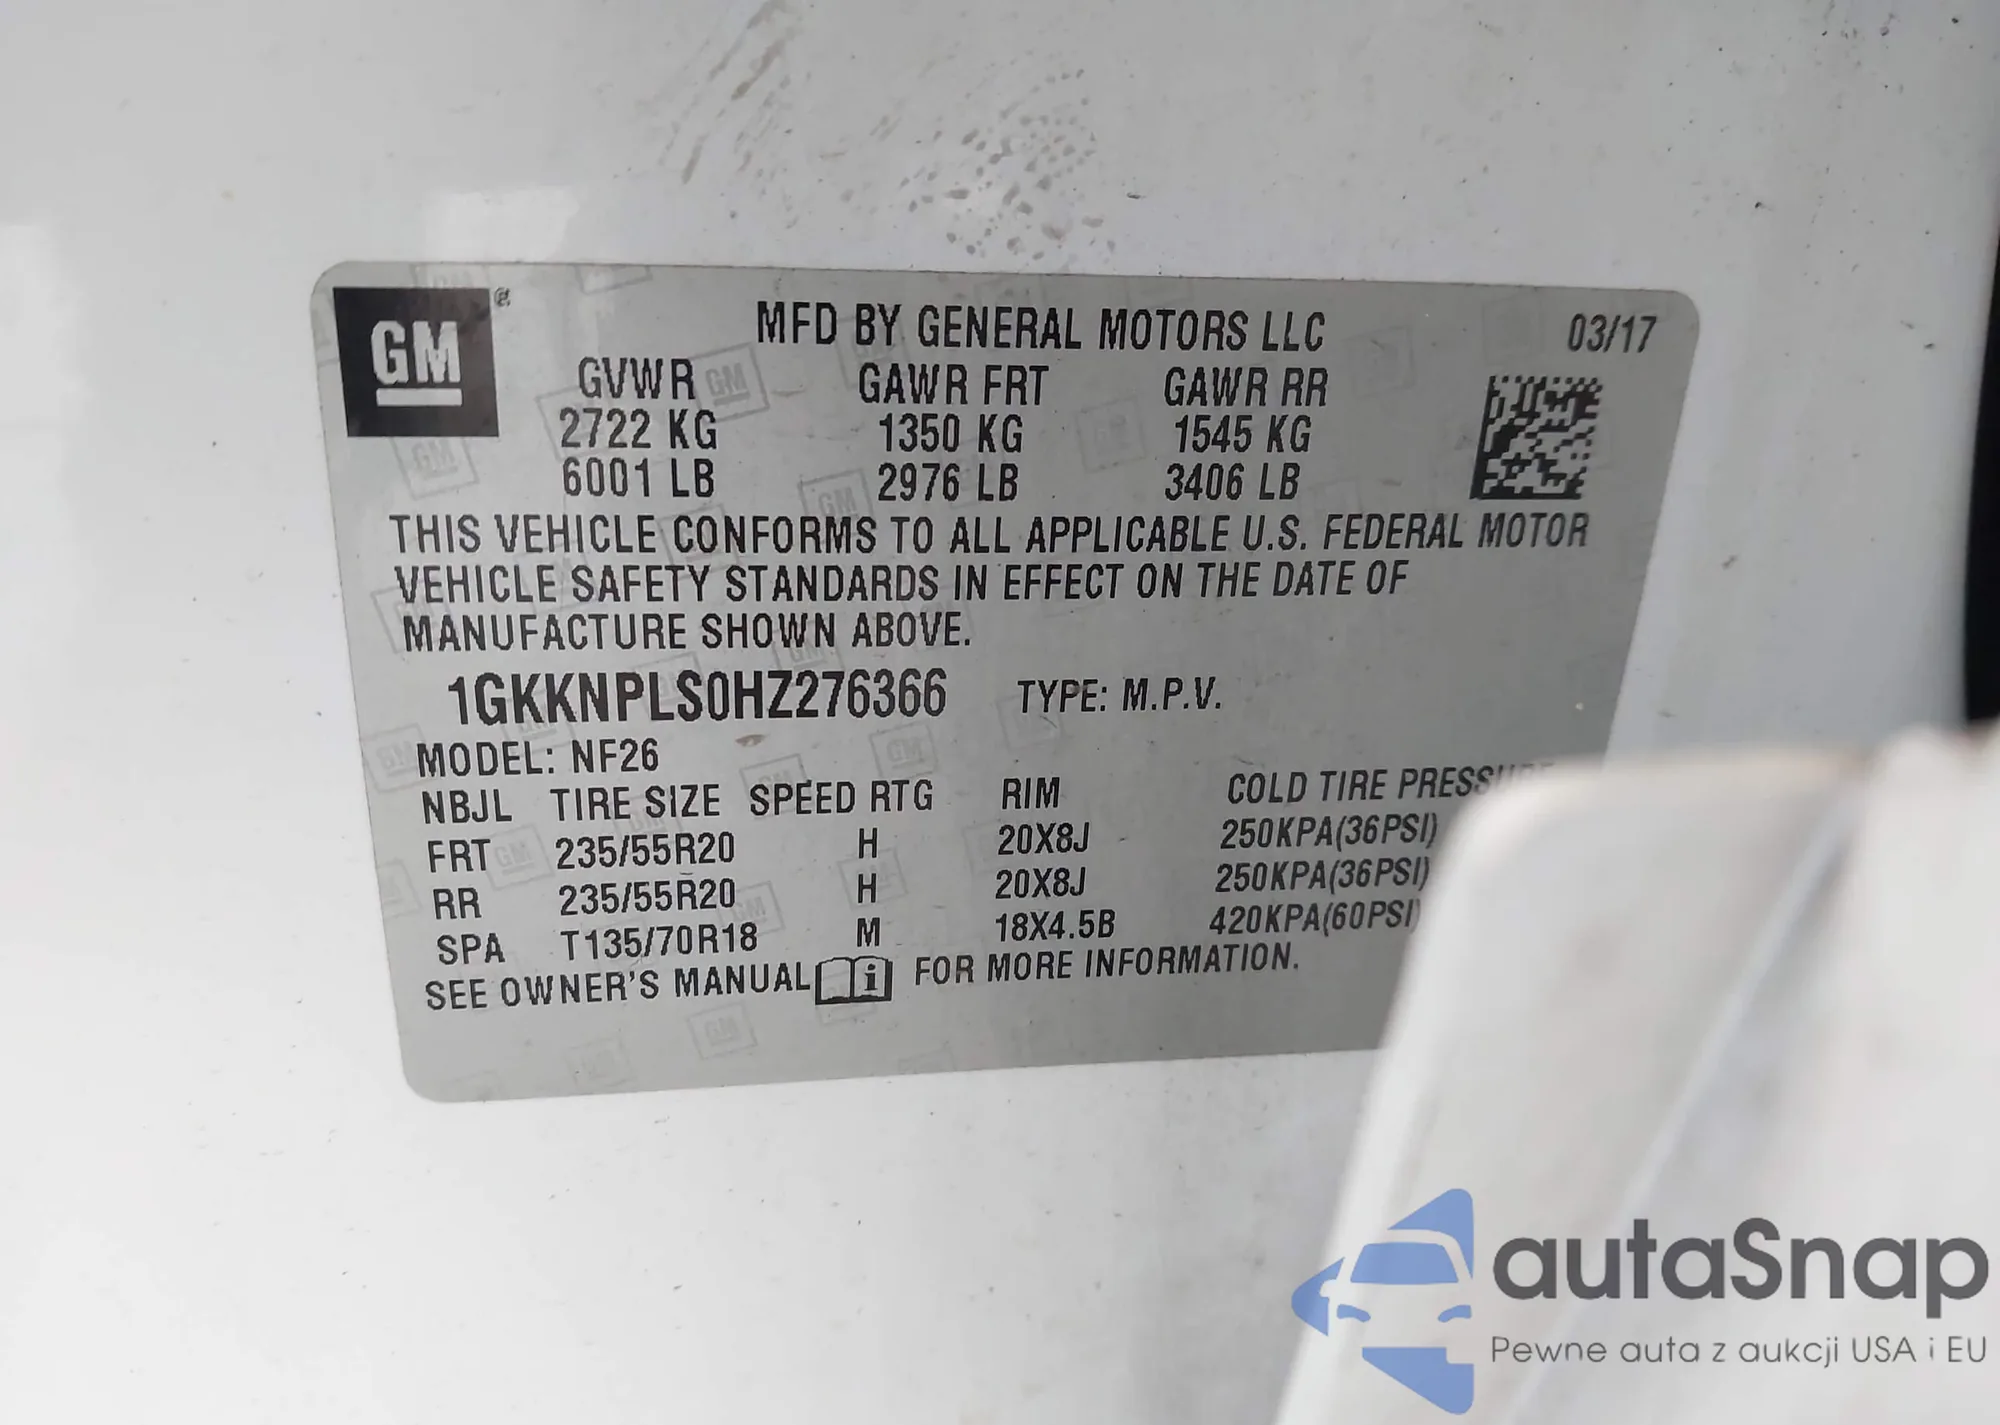 GM ®
MFD BY GENERAL MOTORS LLC 03/17
GVWR GAWR FRT GAWR RR
2722 KG 1350 KG 1545 KG
6001 LB 2976 LB 3406 LB
THIS VEHICLE CONFORMS TO ALL APPLICABLE U.S. FEDERAL MOTOR
VEHICLE SAFETY STANDARDS IN EFFECT ON THE DATE OF
MANUFACTURE SHOWN ABOVE.
1GKKNPLS0HZ276366 TYPE: M.P.V.
MODEL: NF26
NBJL TIRE SIZE SPEED RTG RIM COLD TIRE PRESSURE
FRT 235/55R20 H 20X8J 250KPA(36PSI)
RR 235/55R20 H 20X8J 250KPA(36PSI)
SPA T135/70R18 M 18X4.5B 420KPA(60PSI)
SEE OWNER'S MANUAL i FOR MORE INFORMATION.
autaSnap
Pewne auta z aukcji USA i EU